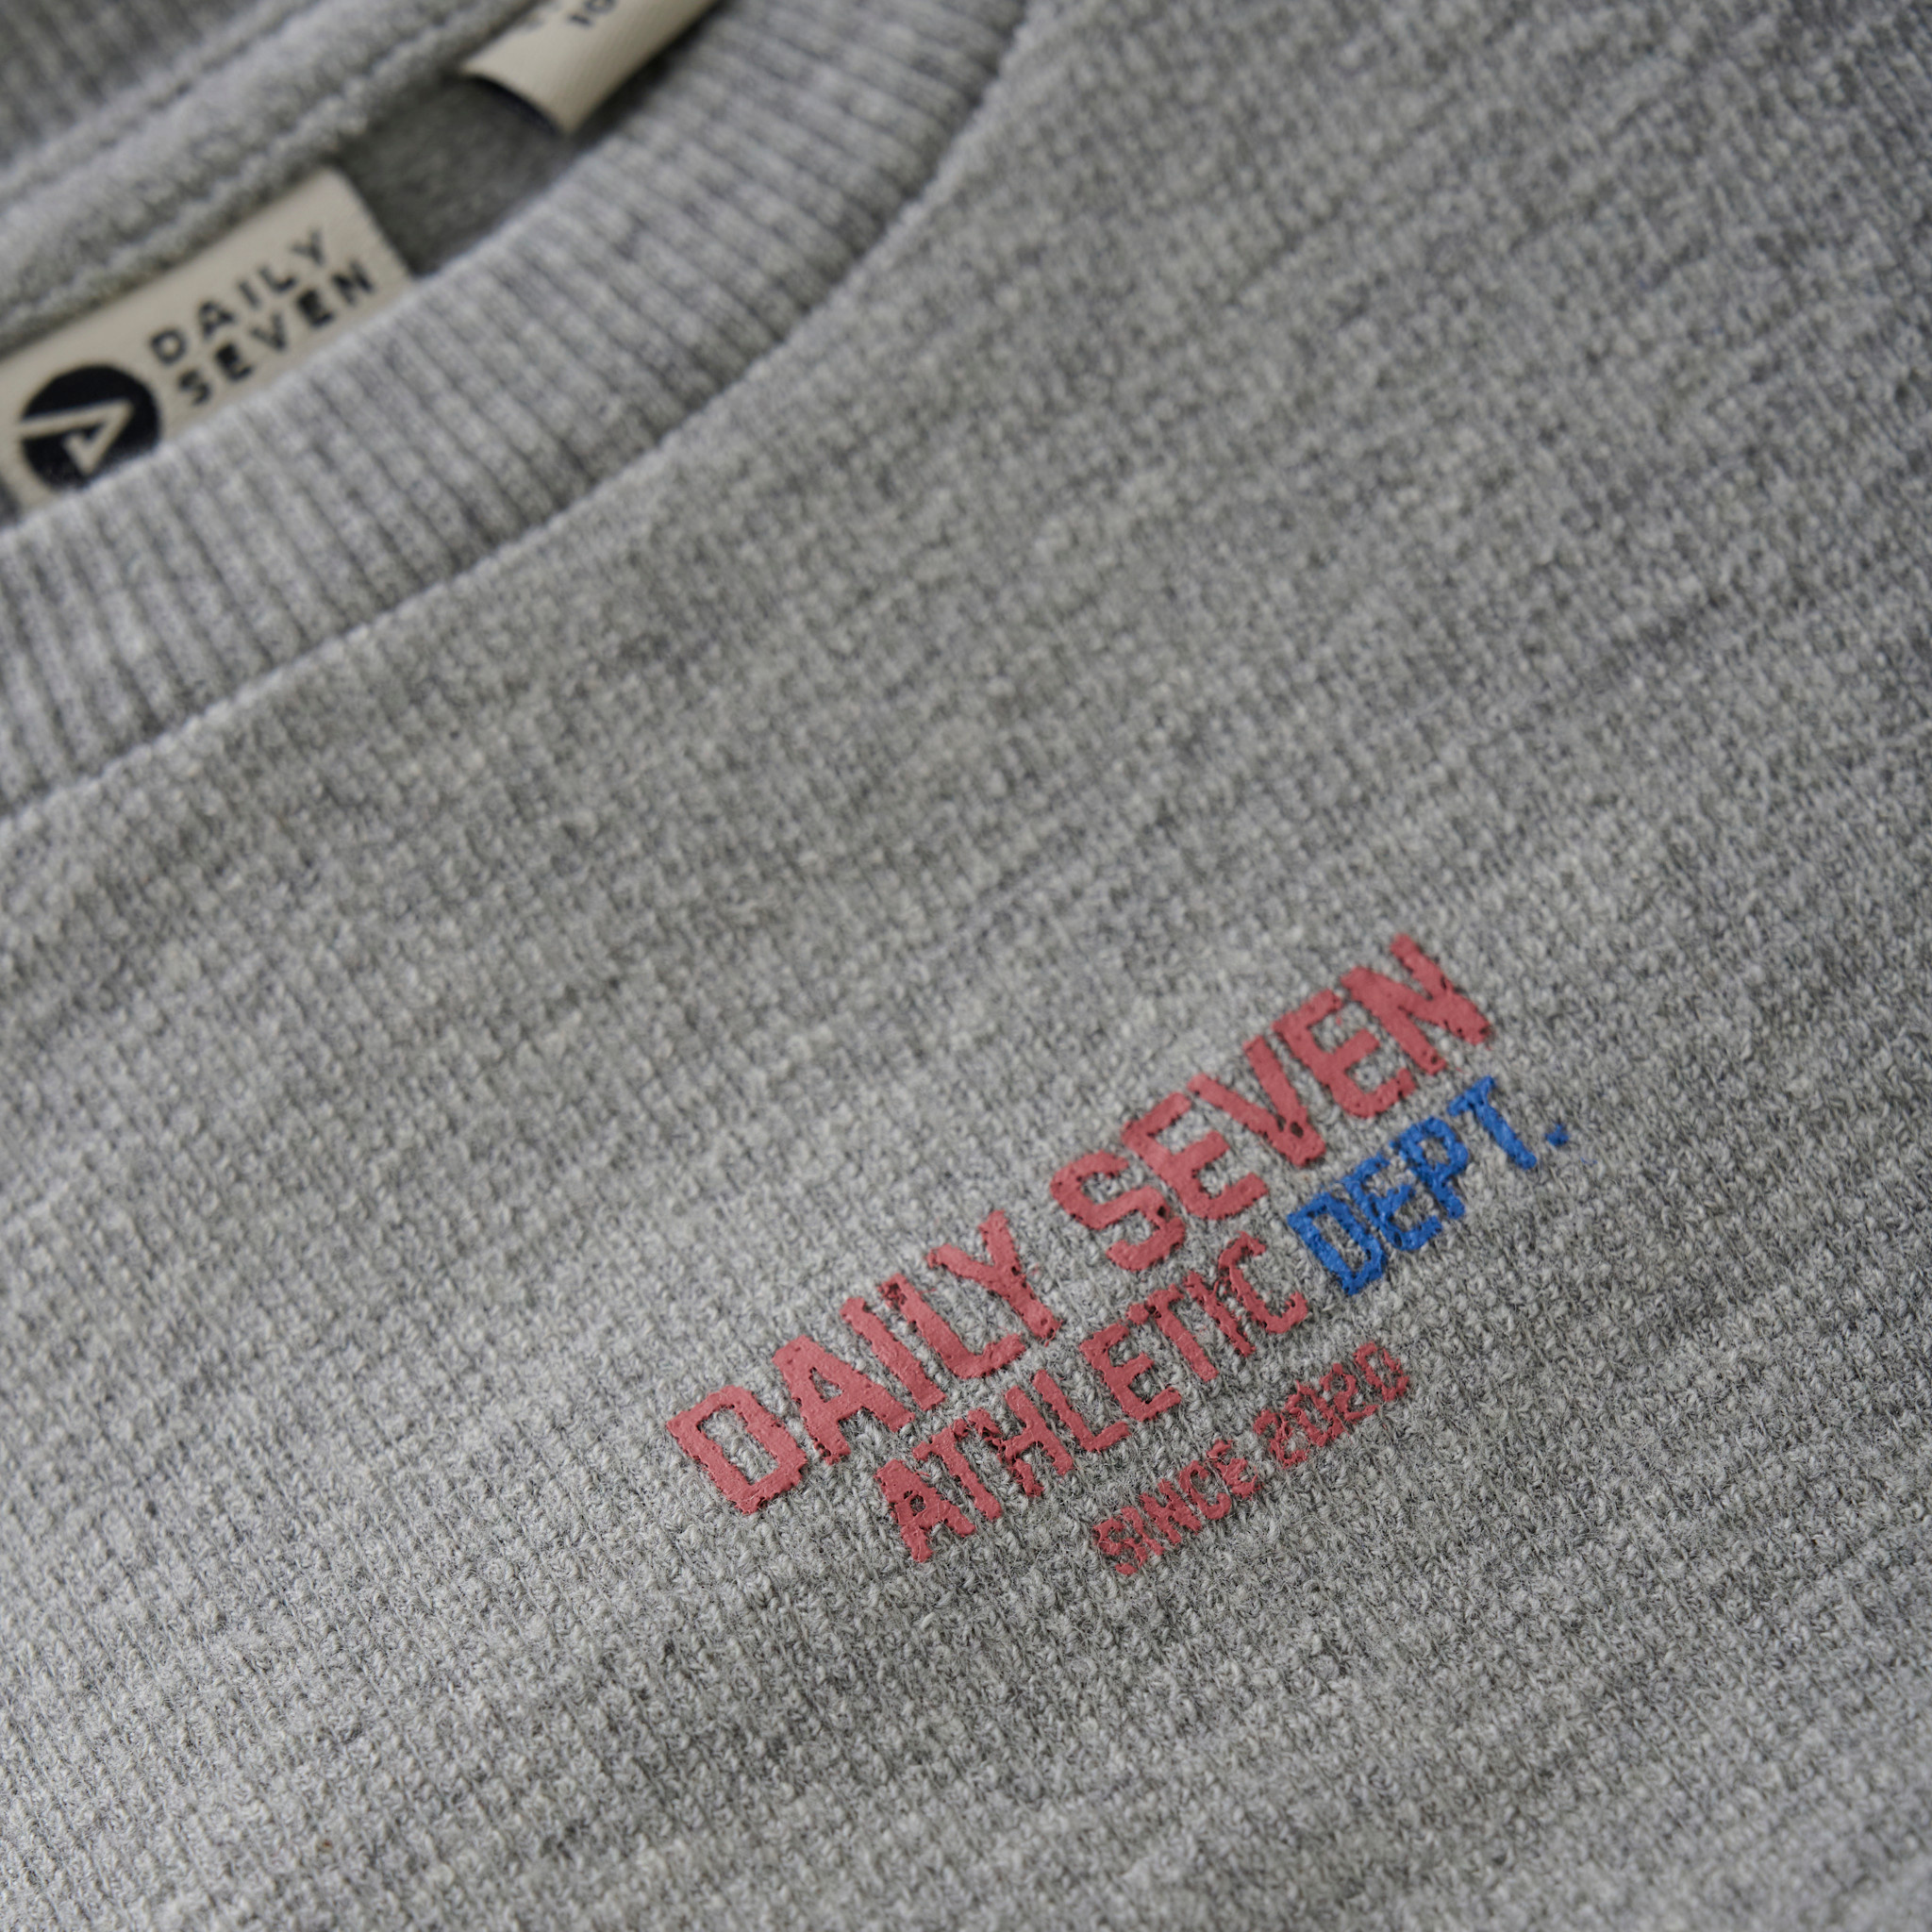 DAILY
SEVEN
DAILY SEVEN
ATHLETIC DEPT.
SINCE 2020